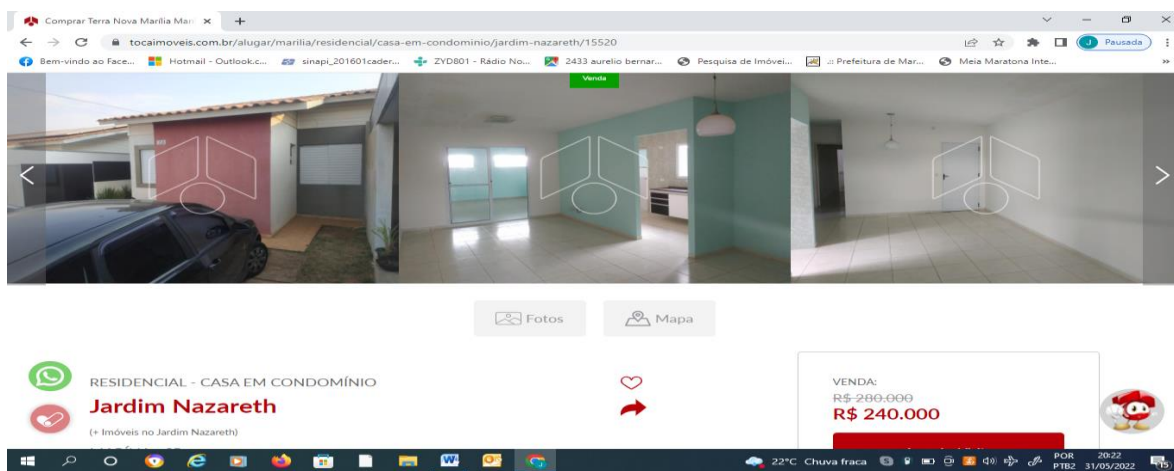 Comprar Terra Nova Marília Mar
tocaimoveis.com.br/alugar/marilia/residencial/casa-em-condominio/jardim-nazareth/15520
J Pausada
Bem-vindo ao Face... Hotmail - Outlook.c... sinapi_201601cader... ZYD801 - Rádio No... 2433 aurelio bernar... Pesquisa de Imóvei... .: Prefeitura de Mar... Meia Maratona Inte... »
Venda
Fotos Mapa
RESIDENCIAL - CASA EM CONDOMÍNIO
Jardim Nazareth
(+ Imóveis no Jardim Nazareth)
VENDA:
R$ 280.000
R$ 240.000
22°C Chuva fraca
POR 20:22
PTB2 31/05/2022